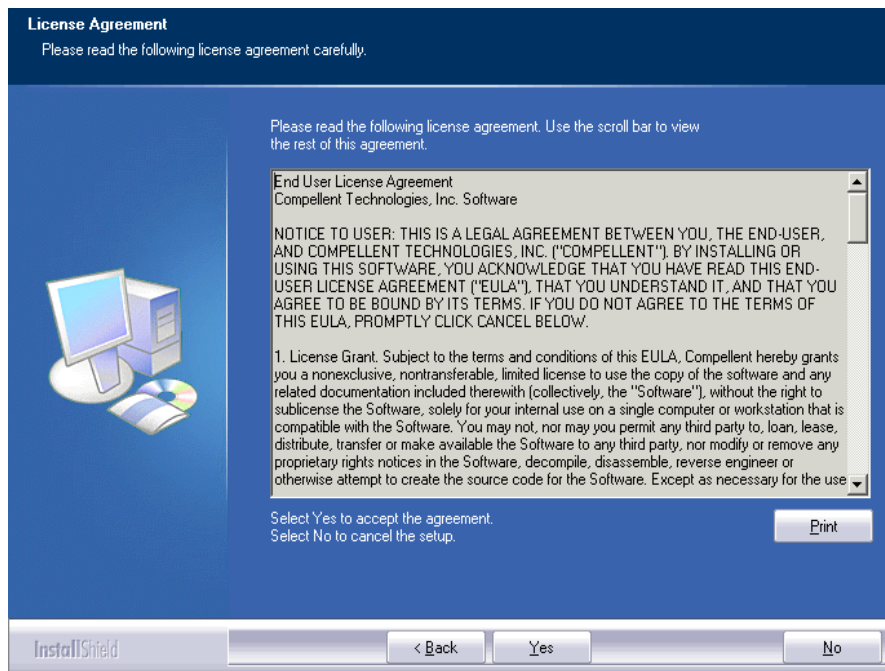 License Agreement
Please read the following license agreement carefully.
Please read the following license agreement. Use the scroll bar to view
the rest of this agreement.
End User License Agreement
Compellent Technologies, Inc. Software
NOTICE TO USER: THIS IS A LEGAL AGREEMENT BETWEEN YOU, THE END-USER,
AND COMPELLENT TECHNOLOGIES, INC. ("COMPELLENT"). BY INSTALLING OR
USING THIS SOFTWARE, YOU ACKNOWLEDGE THAT YOU HAVE READ THIS END-
USER LICENSE AGREEMENT ("EULA"), THAT YOU UNDERSTAND IT, AND THAT YOU
AGREE TO BE BOUND BY ITS TERMS. IF YOU DO NOT AGREE TO THE TERMS OF
THIS EULA, PROMPTLY CLICK CANCEL BELOW.
1. License Grant. Subject to the terms and conditions of this EULA, Compellent hereby grants
you a nonexclusive, nontransferable, limited license to use the copy of the software and any
related documentation included therewith (collectively, the "Software"), without the right to
sublicense the Software, solely for your internal use on a single computer or workstation that is
compatible with the Software. You may not, nor may you permit any third party to, loan, lease,
distribute, transfer or make available the Software to any third party, nor modify or remove any
proprietary rights notices in the Software, decompile, disassemble, reverse engineer or
otherwise attempt to create the source code for the Software. Except as necessary for the use
Select Yes to accept the agreement.
Select No to cancel the setup.
Print
InstallShield
< Back
Yes
No